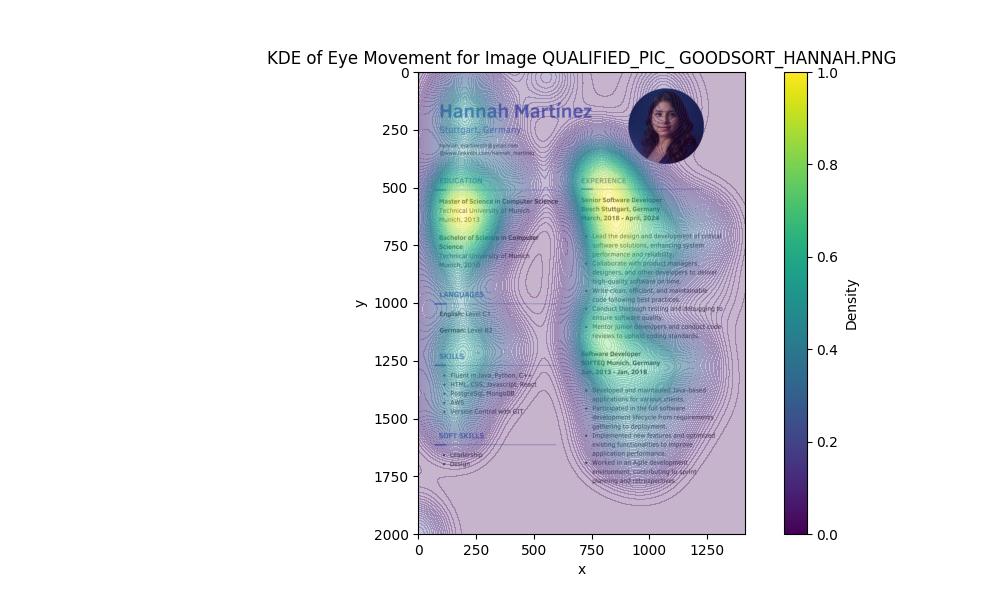 KDE of Eye Movement for Image QUALIFIED_PIC_ GOODSORT_HANNAH.PNG
Hannah Martinez
Stuttgart, Germany
EDUCATION
Master of Science in Computer Science
Technical University of Munich
Munich, 2013
Bachelor of Science in Computer
Science
Technical University of Munich
Munich, 2010
LANGUAGES
English: Level C1
German: Level B2
SKILLS
Fluent in Java, Python, C++
HTML, CSS, Javascript, React
PostgreSql, MongoDB
AWS
Version Central with GIT
SOFT SKILLS
Leadership
Design
EXPERIENCE
Senior Software Developer
Bosch Stuttgart, Germany
March, 2018 - April, 2024
Lead the design and development of critical
software solutions, enhancing system
performance and reliability.
Collaborate with product managers,
designers, and other developers to deliver
high-quality software on time.
Write clean, efficient, and maintainable
code following best practices.
Conduct thorough testing and debugging to
ensure software quality.
Mentor junior developers and conduct code
reviews to uphold coding standards.
Software Developer
SOFTEQ Munich, Germany
Jan, 2013 - Jan, 2018
Developed and maintained Java-based
applications for various clients.
Participated in the full software
development lifecycle from requirements
gathering to deployment.
Implemented new features and optimized
existing functionalities to improve
application performance.
Worked in an Agile development
environment, contributing to sprint
planning and retrospectives.
0
250
500
750
1000
1250
1500
1750
2000
y
0
250
500
750
1000
1250
x
1.0
0.8
0.6
0.4
0.2
0.0
Density